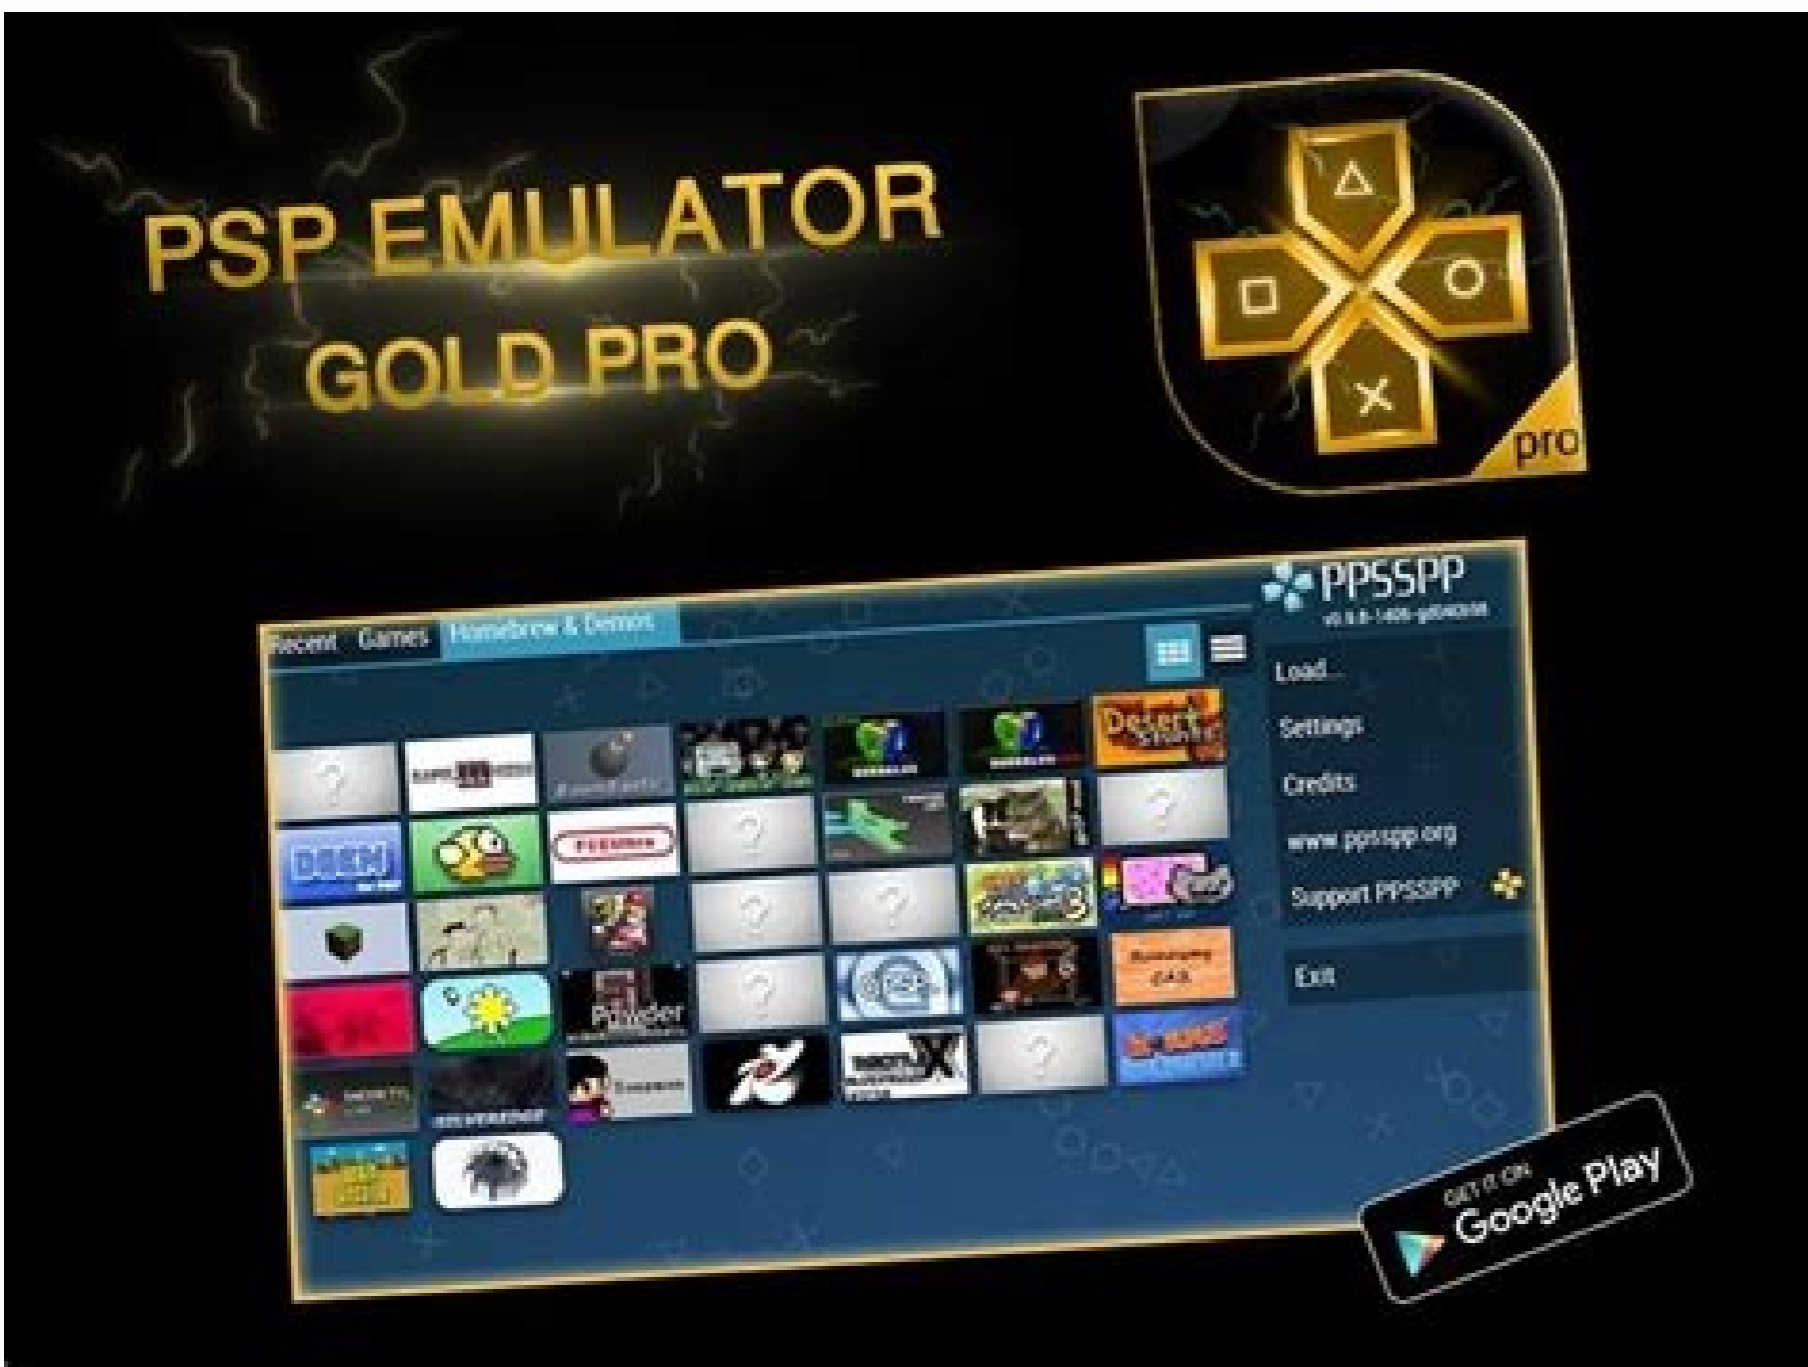 PSP EMULATOR
GOLD PRO
pro
PPSSPP
Recent Games Homebrew & Demos
Load...
Settings
Credits
www.ppsspp.org
Support PPSSPP
Exit
Desert
Powder
GET IT ON
Google Play